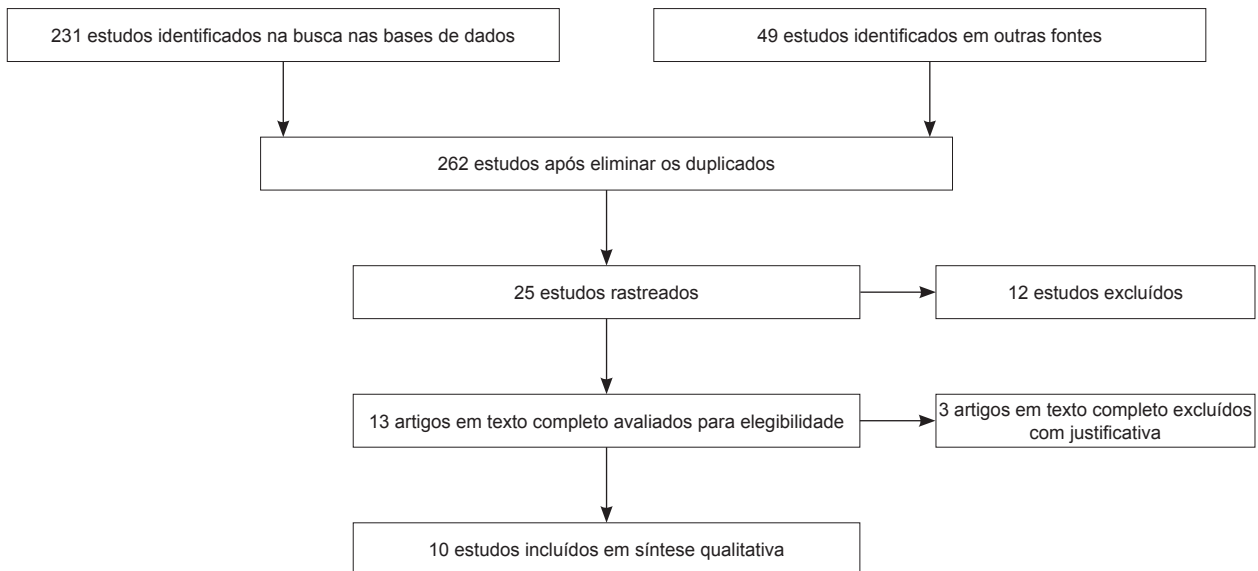 231 estudos identificados na busca nas bases de dados
49 estudos identificados em outras fontes
262 estudos após eliminar os duplicados
25 estudos rastreados
12 estudos excluídos
13 artigos em texto completo avaliados para elegibilidade
3 artigos em texto completo excluídos
com justificativa
10 estudos incluídos em síntese qualitativa